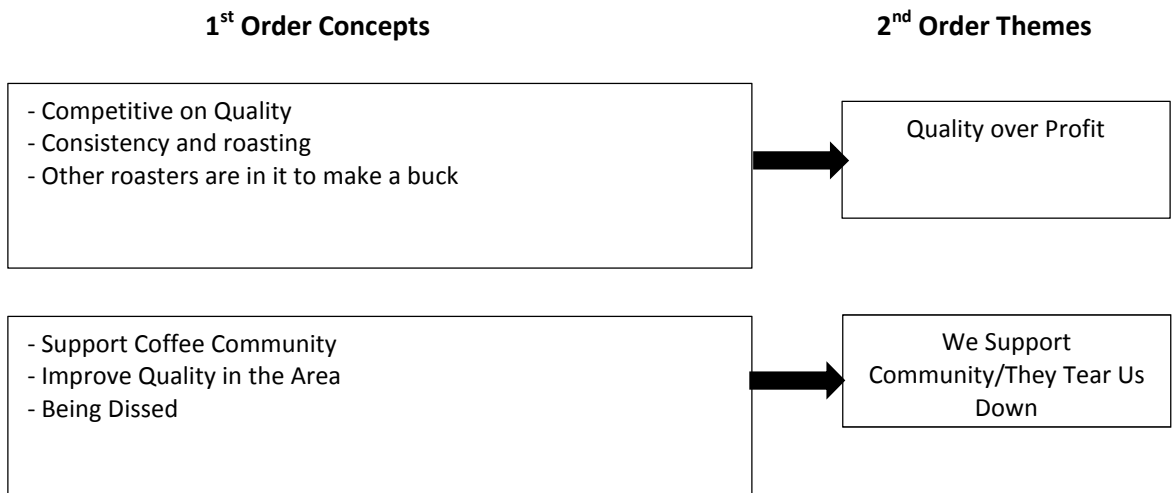 1st Order Concepts
2nd Order Themes
- Competitive on Quality
- Consistency and roasting
- Other roasters are in it to make a buck
Quality over Profit
- Support Coffee Community
- Improve Quality in the Area
- Being Dissed
We Support
Community/They Tear Us
Down